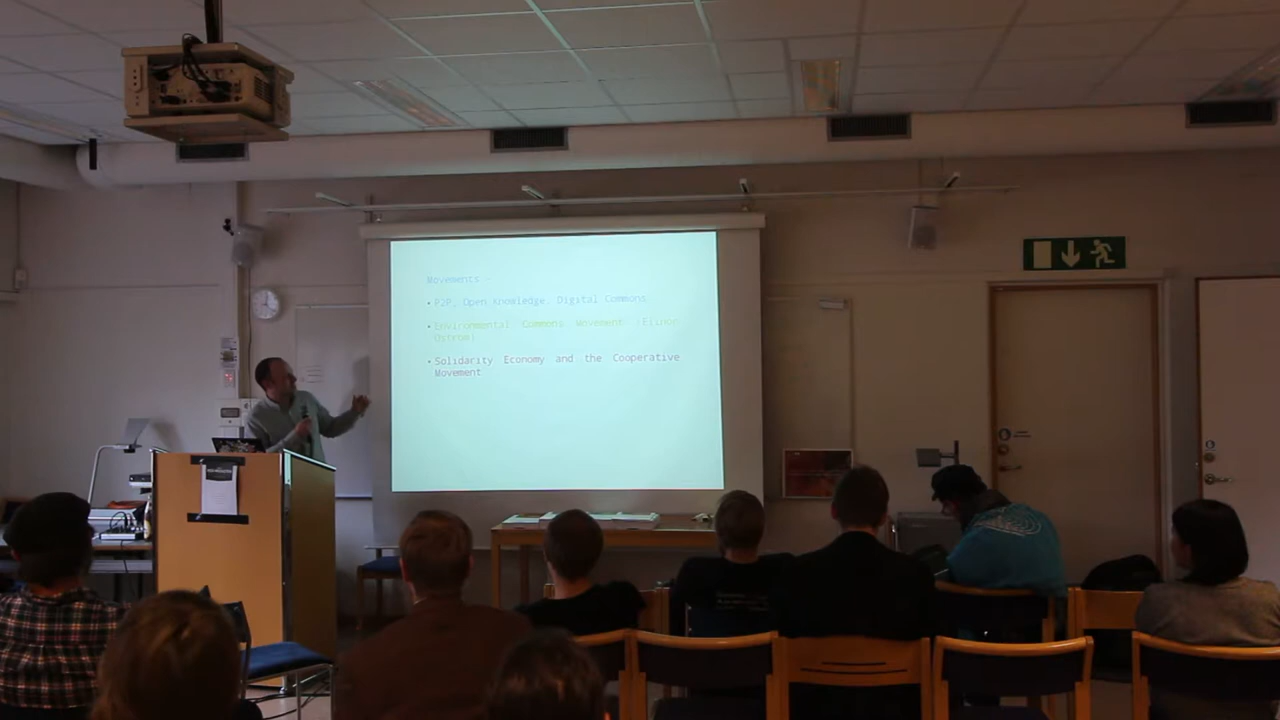 Movements –
• P2P, Open Knowledge, Digital Commons
• Environmental Commons Movement (Elinor
Ostrom)
• Solidarity Economy and the Cooperative
Movement